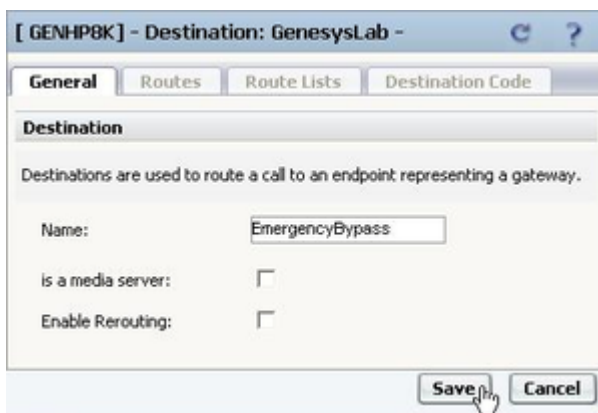 [ GENHP8K] - Destination: GenesysLab -
General Routes Route Lists Destination Code
Destination
Destinations are used to route a call to an endpoint representing a gateway.
Name: EmergencyBypass
is a media server:
Enable Rerouting:
Save Cancel